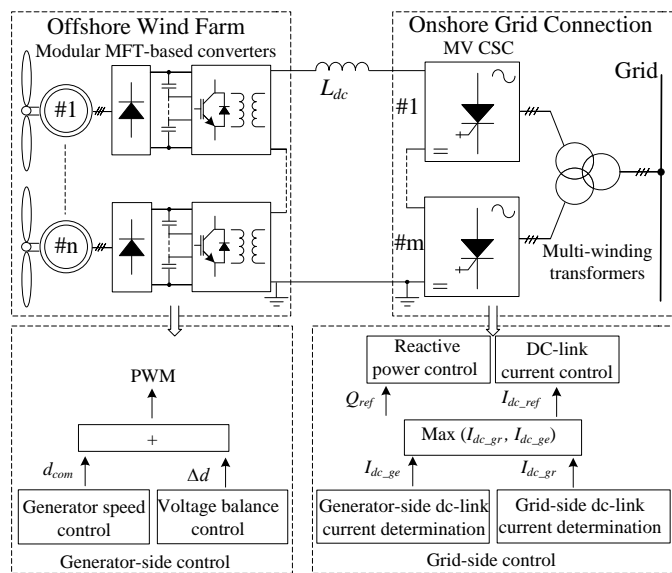 Offshore Wind Farm
Modular MFT-based converters
#1
#n
L_dc
Onshore Grid Connection
MV CSC
#1
#m
Grid
Multi-winding
transformers
PWM
+
d_com
Δd
Generator speed
control
Voltage balance
control
Generator-side control
Reactive
power control
DC-link
current control
Q_ref
I_dc_ref
Max (I_dc_gr, I_dc_ge)
I_dc_ge
I_dc_gr
Generator-side dc-link
current determination
Grid-side dc-link
current determination
Grid-side control